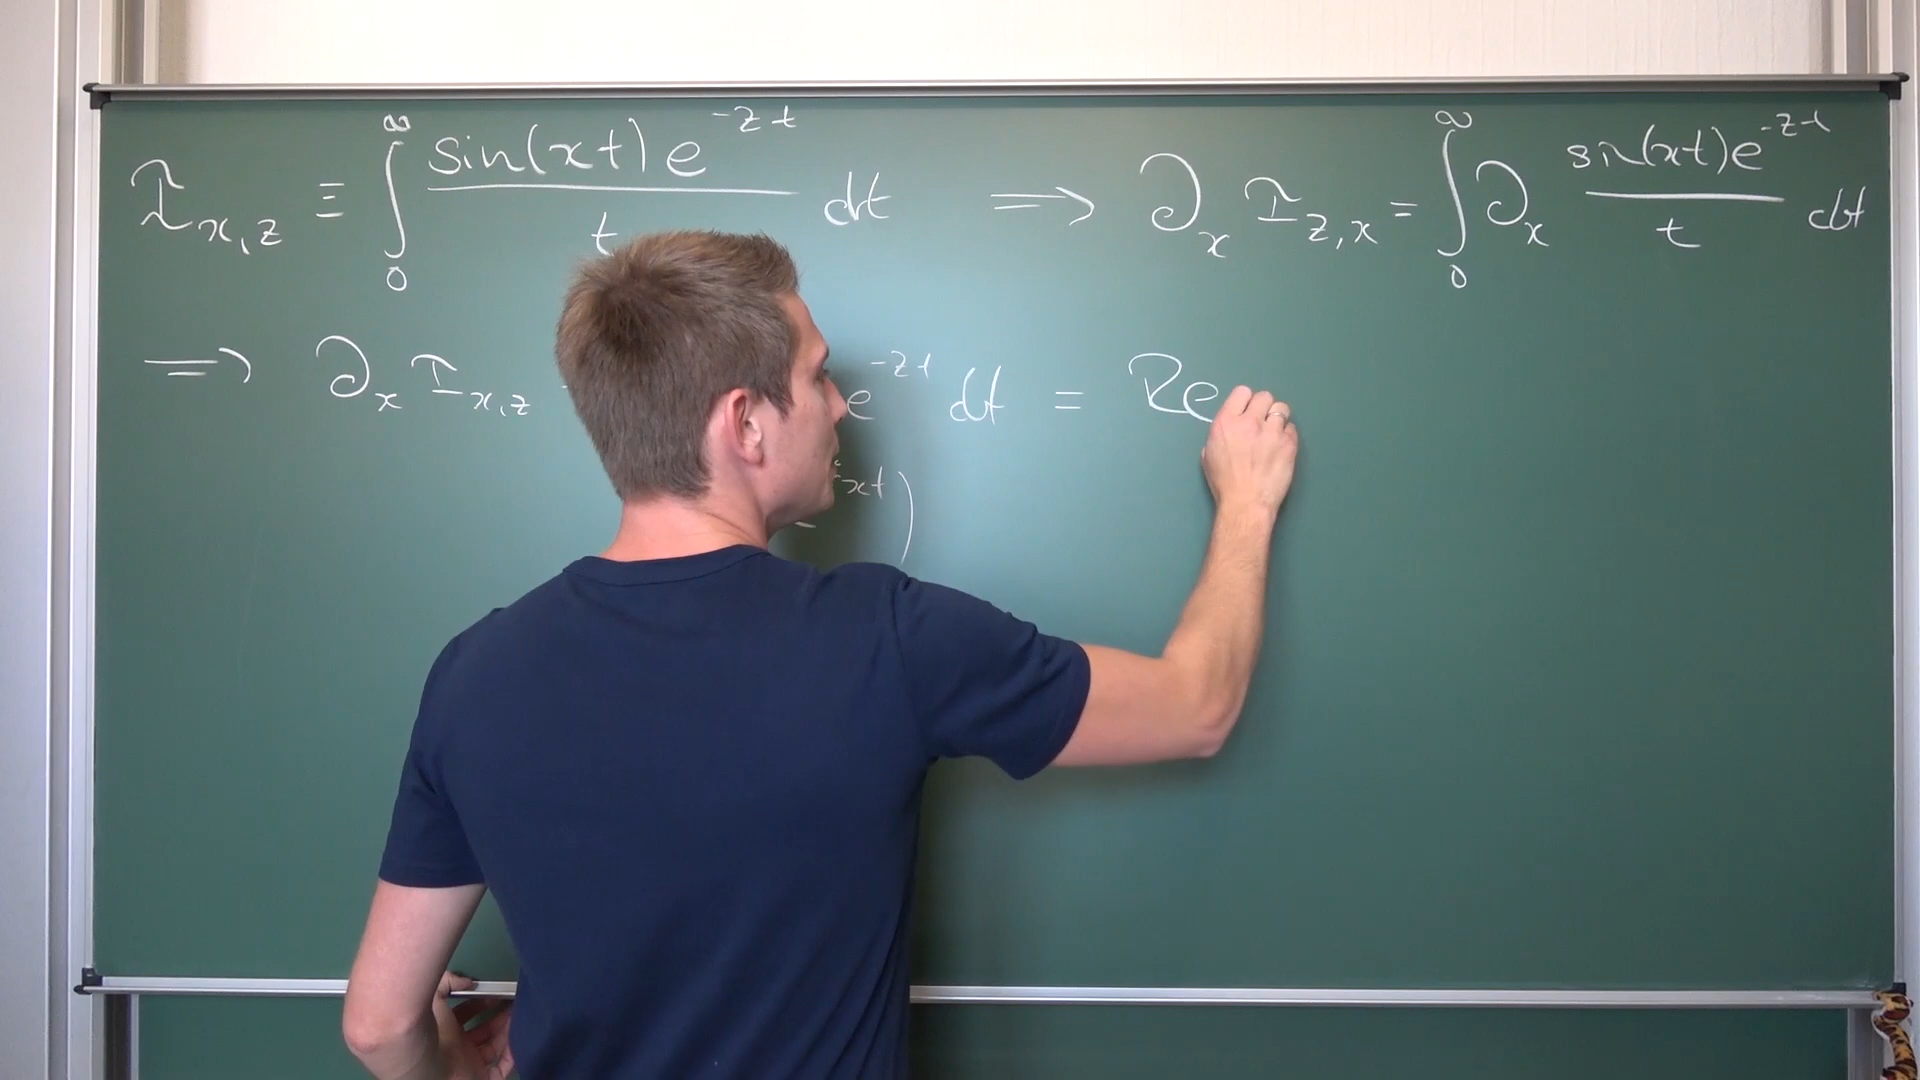 I_{x,z} ≡ ∫_0^∞ sin(xt) e^{-zt} / t dt ⟹ ∂_x I_{z,x} = ∫_0^∞ ∂_x sin(xt)e^{-zt} / t dt
⟹ ∂_x I_{x,z} e^{-zt} dt = Re
ixt )